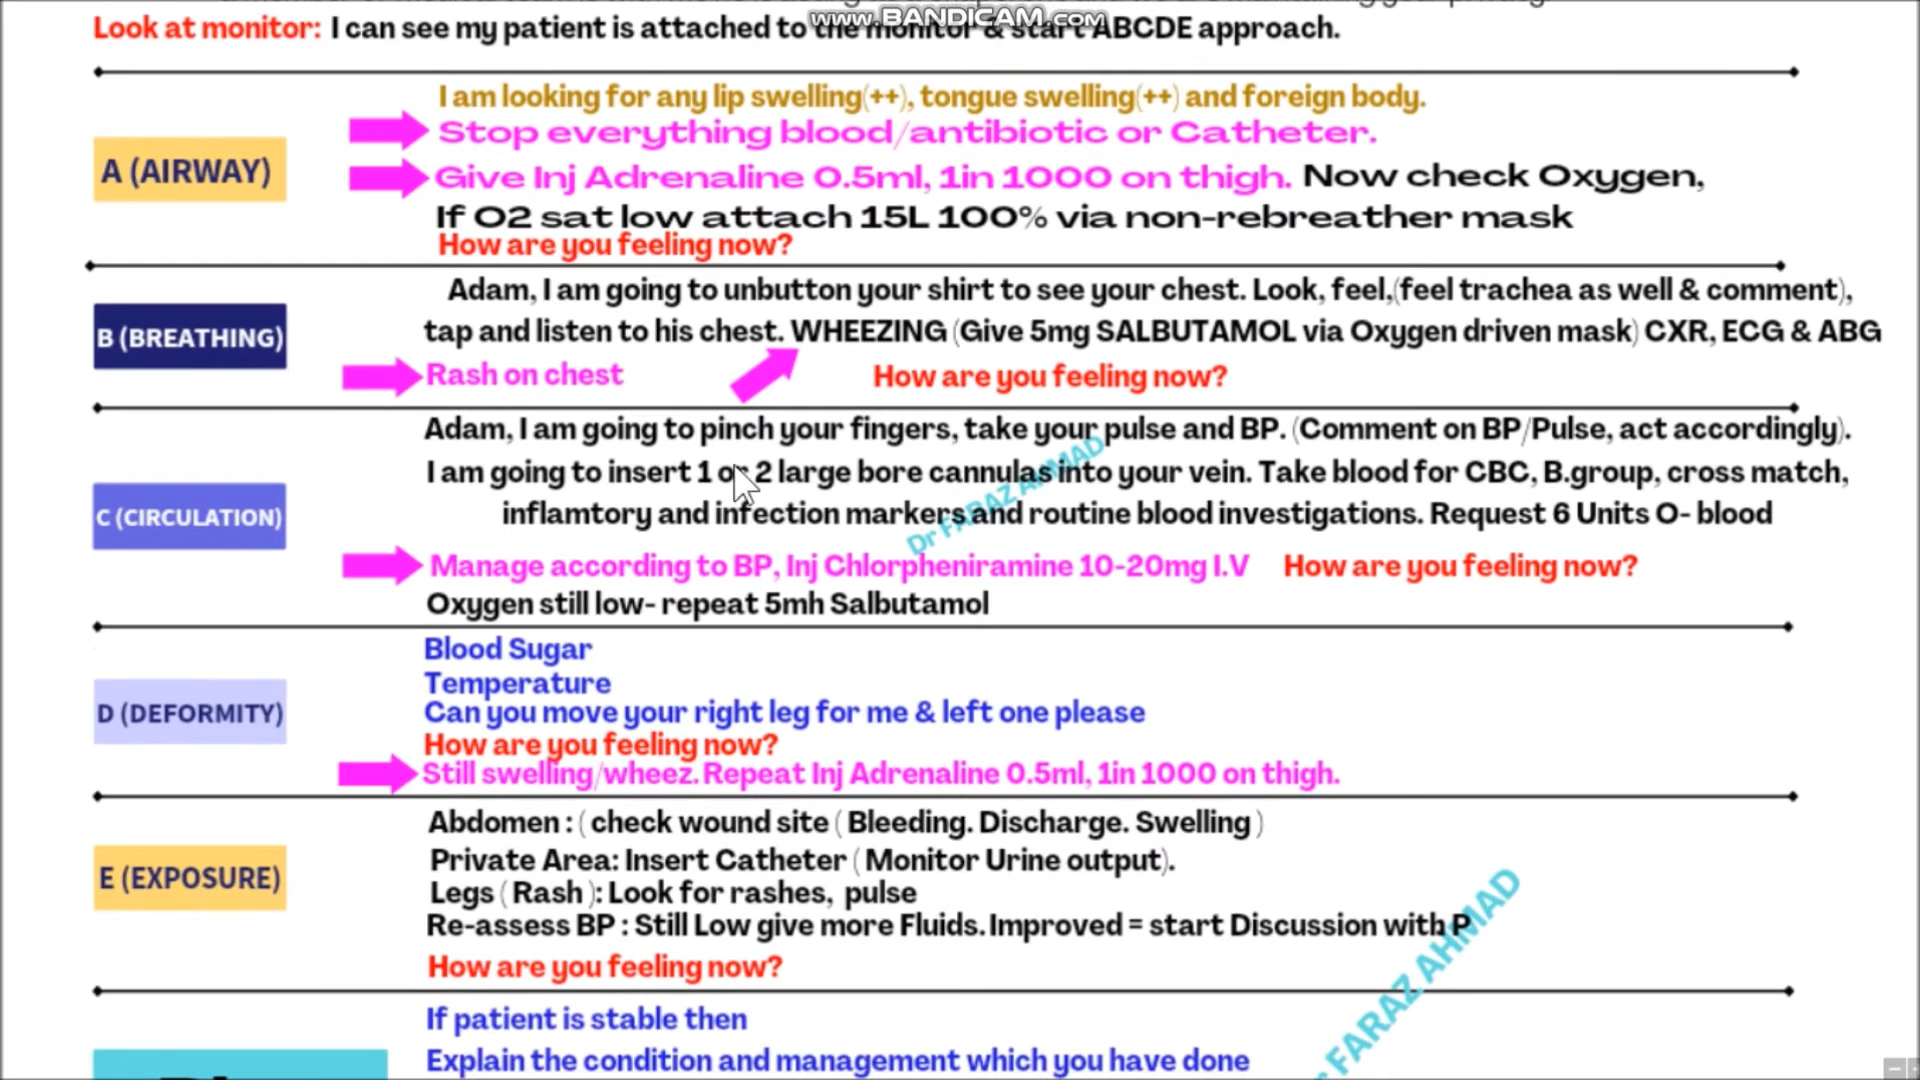 www.BANDICAM.com
Look at monitor: I can see my patient is attached to the monitor & start ABCDE approach.
I am looking for any lip swelling(++), tongue swelling(++) and foreign body.
Stop everything blood/antibiotic or Catheter.
A (AIRWAY)
Give Inj Adrenaline 0.5ml, 1in 1000 on thigh. Now check Oxygen,
If O2 sat low attach 15L 100% via non-rebreather mask
How are you feeling now?
Adam, I am going to unbutton your shirt to see your chest. Look, feel,(feel trachea as well & comment),
B (BREATHING)
tap and listen to his chest. WHEEZING (Give 5mg SALBUTAMOL via Oxygen driven mask) CXR, ECG & ABG
Rash on chest
How are you feeling now?
Adam, I am going to pinch your fingers, take your pulse and BP. (Comment on BP/Pulse, act accordingly).
I am going to insert 1 or 2 large bore cannulas into your vein. Take blood for CBC, B.group, cross match,
C (CIRCULATION)
inflamtory and infection markers and routine blood investigations. Request 6 Units O- blood
Dr FARAZ AHMAD
Manage according to BP, Inj Chlorpheniramine 10-20mg I.V
How are you feeling now?
Oxygen still low- repeat 5mh Salbutamol
Blood Sugar
Temperature
D (DEFORMITY)
Can you move your right leg for me & left one please
How are you feeling now?
Still swelling/wheez. Repeat Inj Adrenaline 0.5ml, 1in 1000 on thigh.
Abdomen : ( check wound site ( Bleeding. Discharge. Swelling )
Private Area: Insert Catheter ( Monitor Urine output).
E (EXPOSURE)
Legs ( Rash ): Look for rashes, pulse
Re-assess BP : Still Low give more Fluids. Improved = start Discussion with P
How are you feeling now?
FARAZ AHMAD
If patient is stable then
Explain the condition and management which you have done